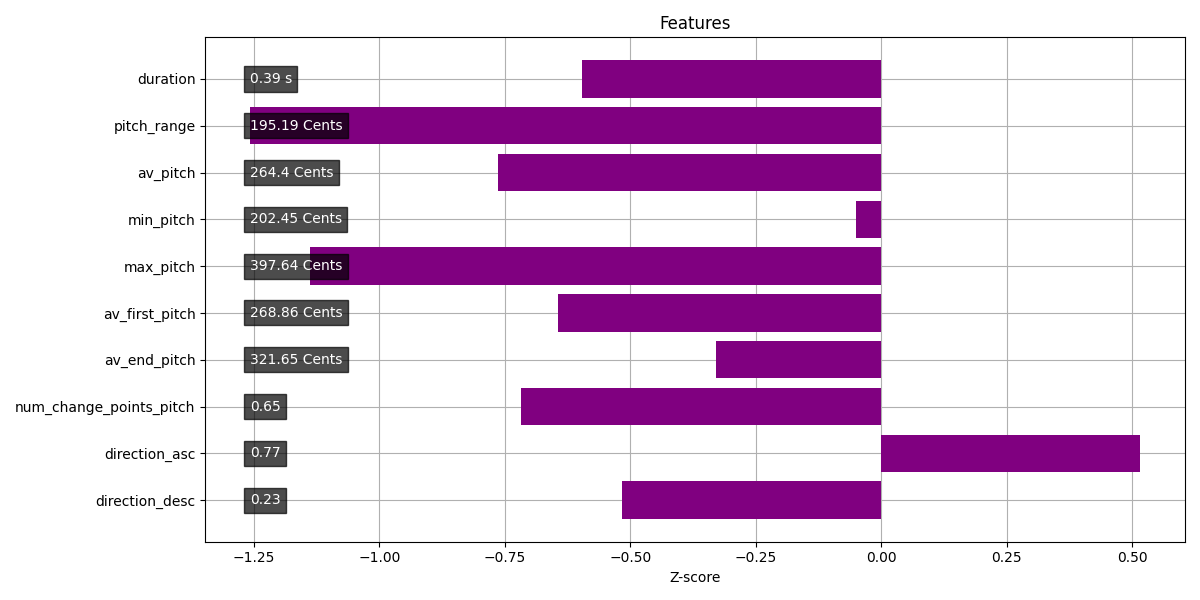 Features
duration 0.39 s
pitch_range 195.19 Cents
av_pitch 264.4 Cents
min_pitch 202.45 Cents
max_pitch 397.64 Cents
av_first_pitch 268.86 Cents
av_end_pitch 321.65 Cents
num_change_points_pitch 0.65
direction_asc 0.77
direction_desc 0.23
−1.25 −1.00 −0.75 −0.50 −0.25 0.00 0.25 0.50
Z-score